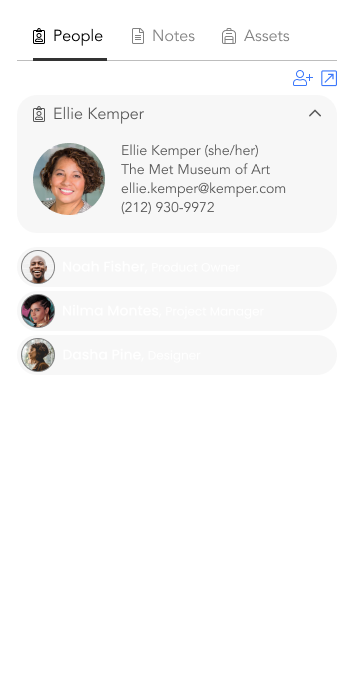 People Notes Assets
Ellie Kemper
Ellie Kemper (she/her)
The Met Museum of Art
ellie.kemper@kemper.com
(212) 930-9972
Noah Fisher, Product Owner
Nilma Montes, Project Manager
Dasha Pine, Designer